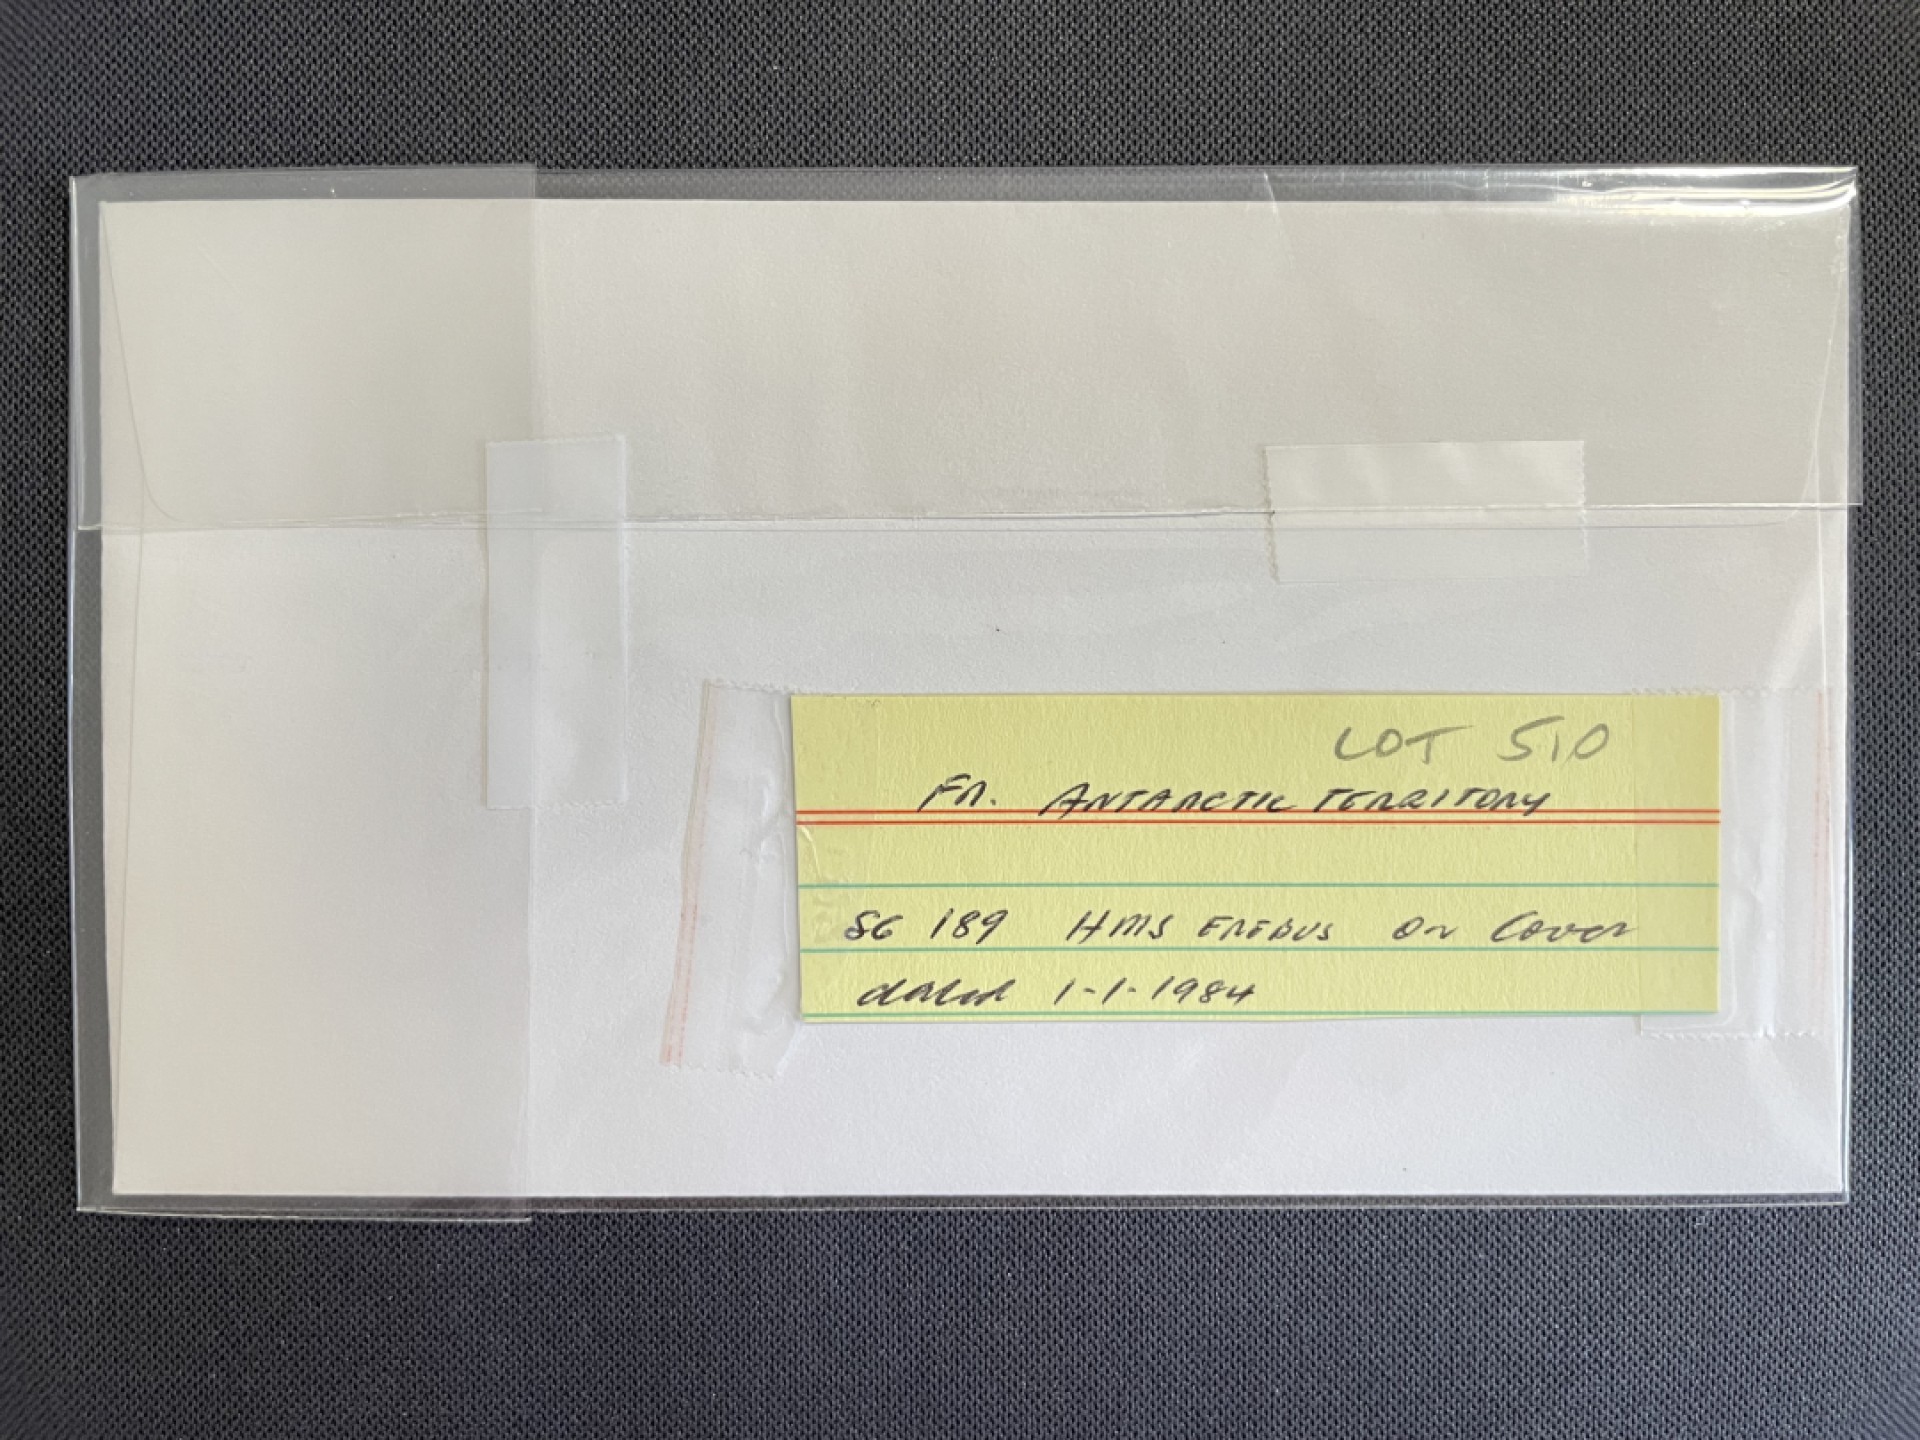 LOT 510
FR. ANTARCTIC TERRITORY
SG 189 HMS EREBUS on Cover
dated 1-1-1984